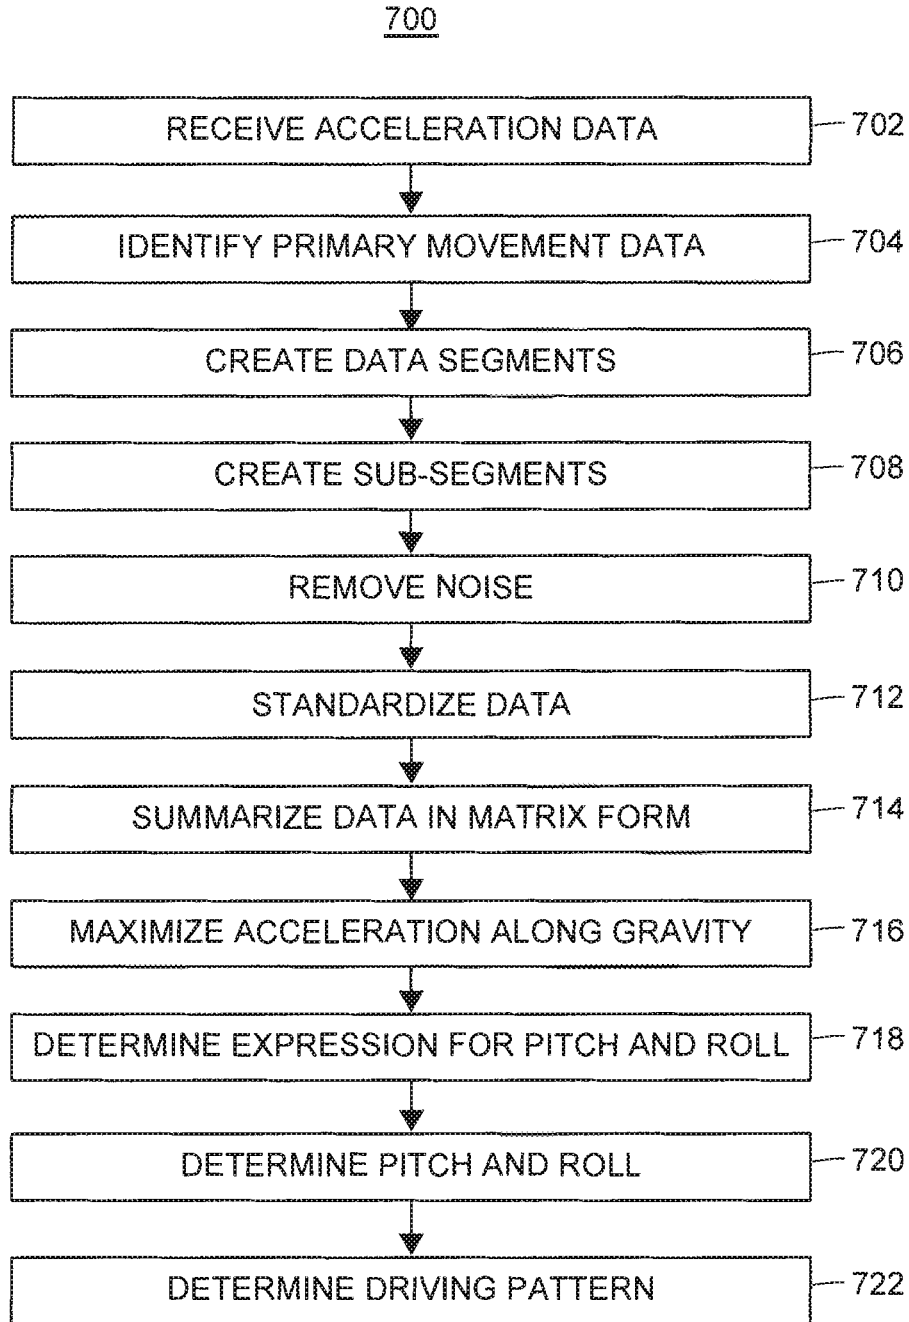 700
RECEIVE ACCELERATION DATA 702
IDENTIFY PRIMARY MOVEMENT DATA 704
CREATE DATA SEGMENTS 706
CREATE SUB-SEGMENTS 708
REMOVE NOISE 710
STANDARDIZE DATA 712
SUMMARIZE DATA IN MATRIX FORM 714
MAXIMIZE ACCELERATION ALONG GRAVITY 716
DETERMINE EXPRESSION FOR PITCH AND ROLL 718
DETERMINE PITCH AND ROLL 720
DETERMINE DRIVING PATTERN 722